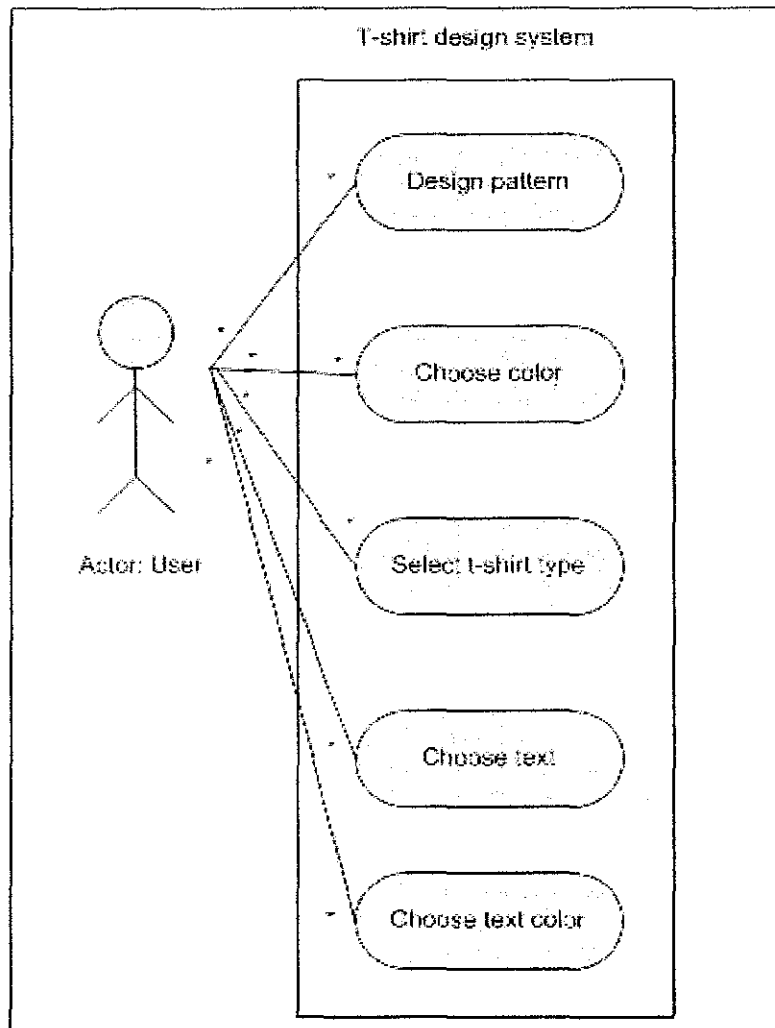 T-shirt design system
Design pattern
Choose color
Select t-shirt type
Actor: User
Choose text
Choose text color